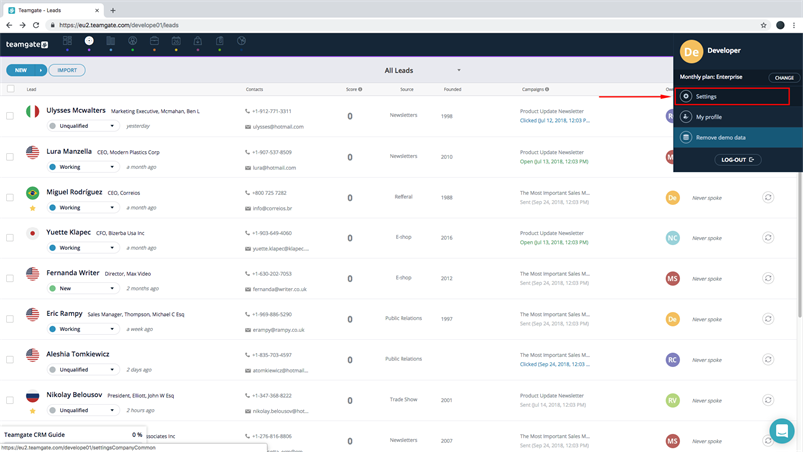 Teamgate - Leads
https://eu2.teamgate.com/develope01/leads
teamgate
De Developer
Monthly plan: Enterprise CHANGE
Settings
My profile
Remove demo data
LOG-OUT
NEW IMPORT All Leads
Lead Contacts Score Source Founded Campaigns
Ulysses Mcwalters Marketing Executive, Mcmahan, Ben L
Unqualified yesterday
+1-912-771-3311
ulysses@hotmail.com
0 Newsletters 1998
Product Update Newsletter
Clicked (Jul 12, 2018, 12:03 P...
Lura Manzella CEO, Modern Plastics Corp
Working a month ago
+1-907-537-8509
lura@hotmail.com
0 Newsletters 2010
Product Update Newsletter
Open (Jul 13, 2018, 12:03 PM)
Miguel Rodríguez CEO, Correios
Working a month ago
+800 725 7282
info@correios.br
0 Refferal 1988
The Most Important Sales M...
Sent (Sep 24, 2018, 12:03 PM)
De Never spoke
Yuette Klapec CFO, Bizerba Usa Inc
Working a month ago
+1-903-649-4060
yuette.klapec@klapec....
0 E-shop 2016
Product Update Newsletter
Open (Jul 13, 2018, 12:03 PM)
NC Never spoke
Fernanda Writer Director, Max Video
New 2 months ago
+1-630-202-7053
fernanda@writer.co.uk
0 E-shop 2012
The Most Important Sales M...
Sent (Sep 24, 2018, 12:03 PM)
MS Never spoke
Eric Rampy Sales Manager, Thompson, Michael C Esq
Working a week ago
+1-969-886-5290
erampy@rampy.co.uk
0 Public Relations 1997
The Most Important Sales M...
Sent (Sep 24, 2018, 12:03 PM)
De Never spoke
Aleshia Tomkiewicz
Unqualified 2 days ago
+1-835-703-4597
atomkiewicz@hotmail...
0 Public Relations
The Most Important Sales M...
Clicked (Sep 24, 2018, 12:03 ...
RC Never spoke
Nikolay Belousov President, Elliott, John W Esq
Unqualified 2 hours ago
+1-347-368-8222
nikolay.belousov@hot...
0 Trade Show 2001
Product Update Newsletter
Sent (Jul 14, 2018, 12:03 PM)
RV Never spoke
ssociates Inc
+1-276-816-8806
0 Newsletters 2007
The Most Important Sales M...
Sent (Sep 24, 2018, 12:03 PM)
MS Never spoke
Teamgate CRM Guide 0 %
https://eu2.teamgate.com/develope01/settingsCompanyCommon